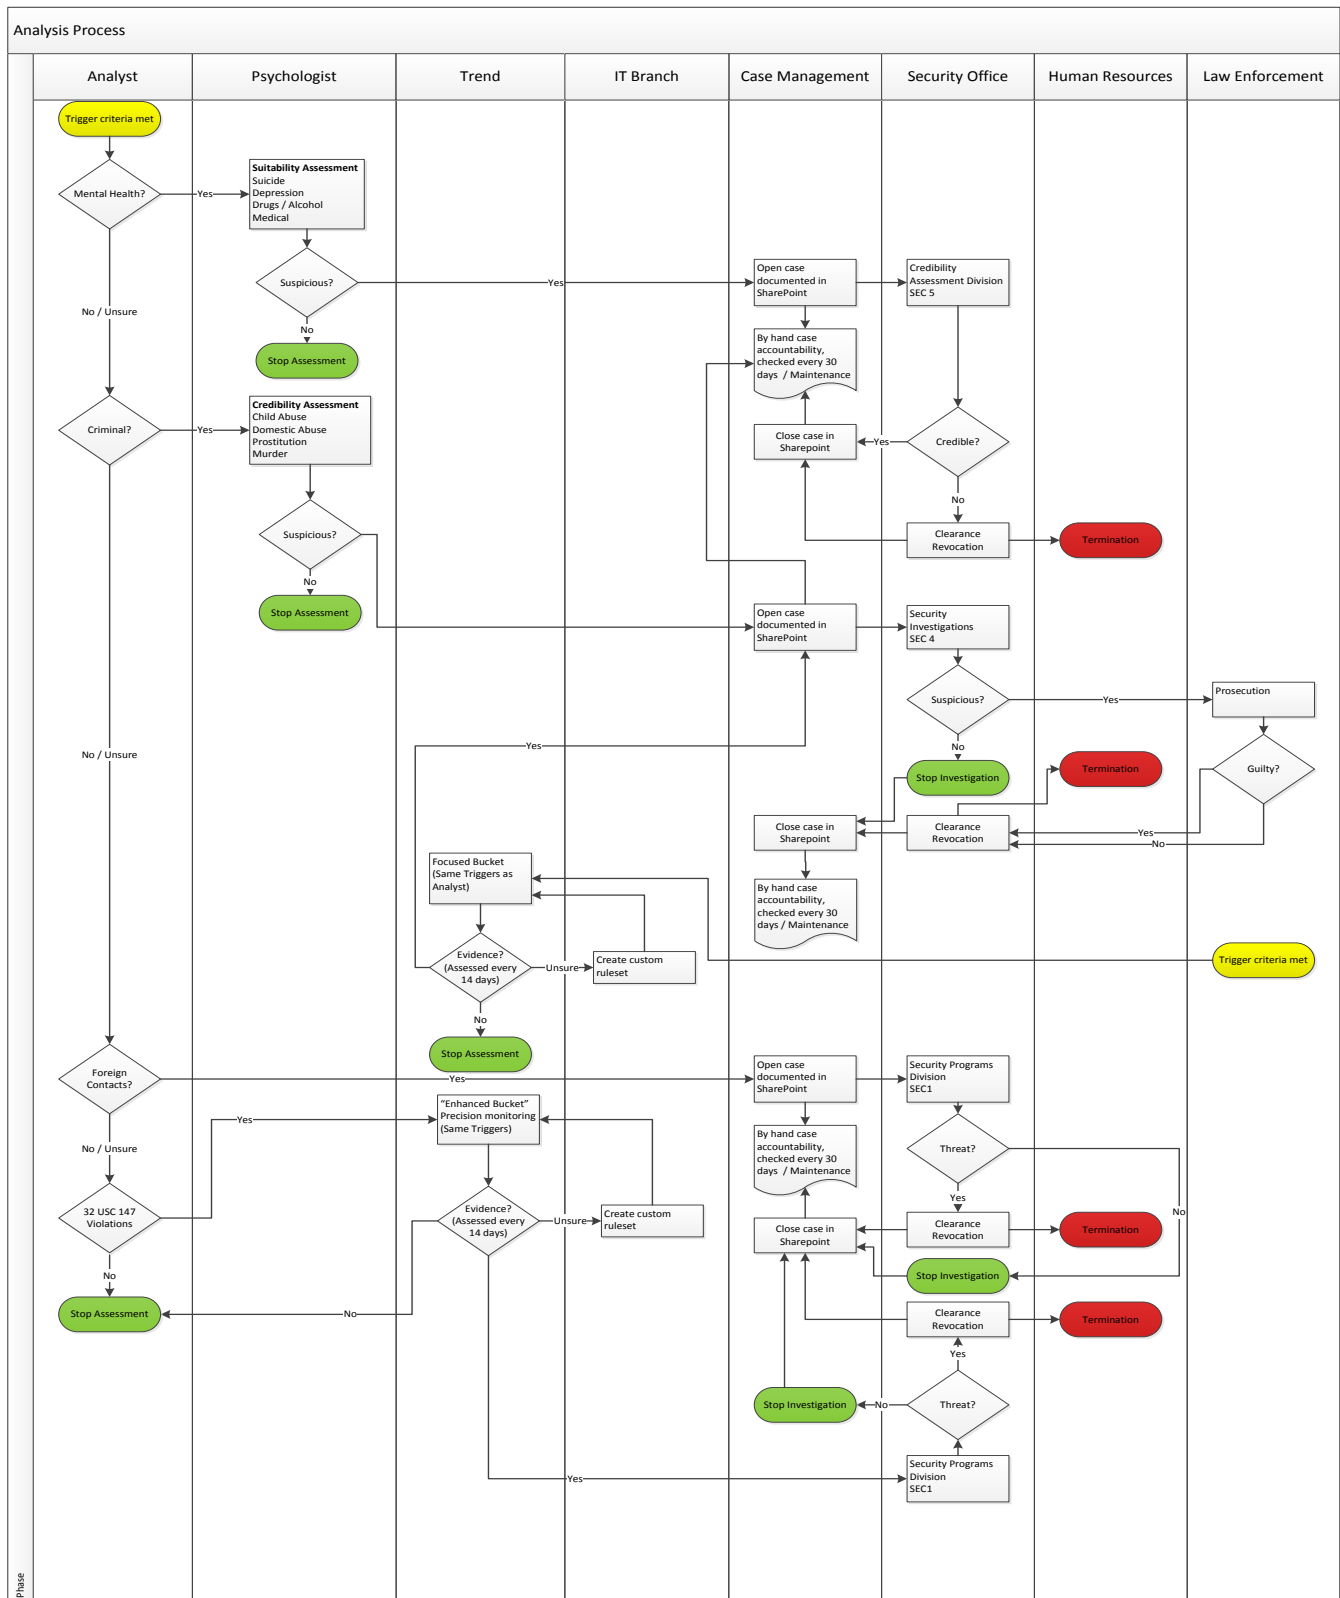 Analysis Process
Analyst
Psychologist
Trend
IT Branch
Case Management
Security Office
Human Resources
Law Enforcement
Trigger criteria met
Mental Health?
Yes
Suitability Assessment
Suicide
Depression
Drugs / Alcohol
Medical
Suspicious?
Yes
Open case
documented in
SharePoint
Credibility
Assessment Division
SEC 5
No / Unsure
No
Stop Assessment
By hand case
accountability,
checked every 30
days / Maintenance
Criminal?
Yes
Credibility Assessment
Child Abuse
Domestic Abuse
Prostitution
Murder
Close case in
Sharepoint
Yes
Credible?
No
Suspicious?
Clearance
Revocation
Termination
No
Stop Assessment
Open case
documented in
SharePoint
Security
Investigations
SEC 4
Suspicious?
Yes
Prosecution
No / Unsure
Yes
No
Stop Investigation
Termination
Guilty?
Close case in
Sharepoint
Clearance
Revocation
Yes
No
Focused Bucket
(Same Triggers as
Analyst)
By hand case
accountability,
checked every 30
days / Maintenance
Evidence?
(Assessed every
14 days)
Unsure
Create custom
ruleset
Trigger criteria met
No
Stop Assessment
Foreign
Contacts?
Yes
Open case
documented in
SharePoint
Security Programs
Division
SEC1
"Enhanced Bucket"
Precision monitoring
(Same Triggers)
Yes
No / Unsure
By hand case
accountability,
checked every 30
days / Maintenance
Threat?
Yes
No
32 USC 147
Violations
Evidence?
(Assessed every
14 days)
Unsure
Create custom
ruleset
Close case in
Sharepoint
Clearance
Revocation
Termination
No
Stop Investigation
Stop Assessment
No
Clearance
Revocation
Termination
Yes
Stop Investigation
No
Threat?
Yes
Security Programs
Division
SEC1
Phase